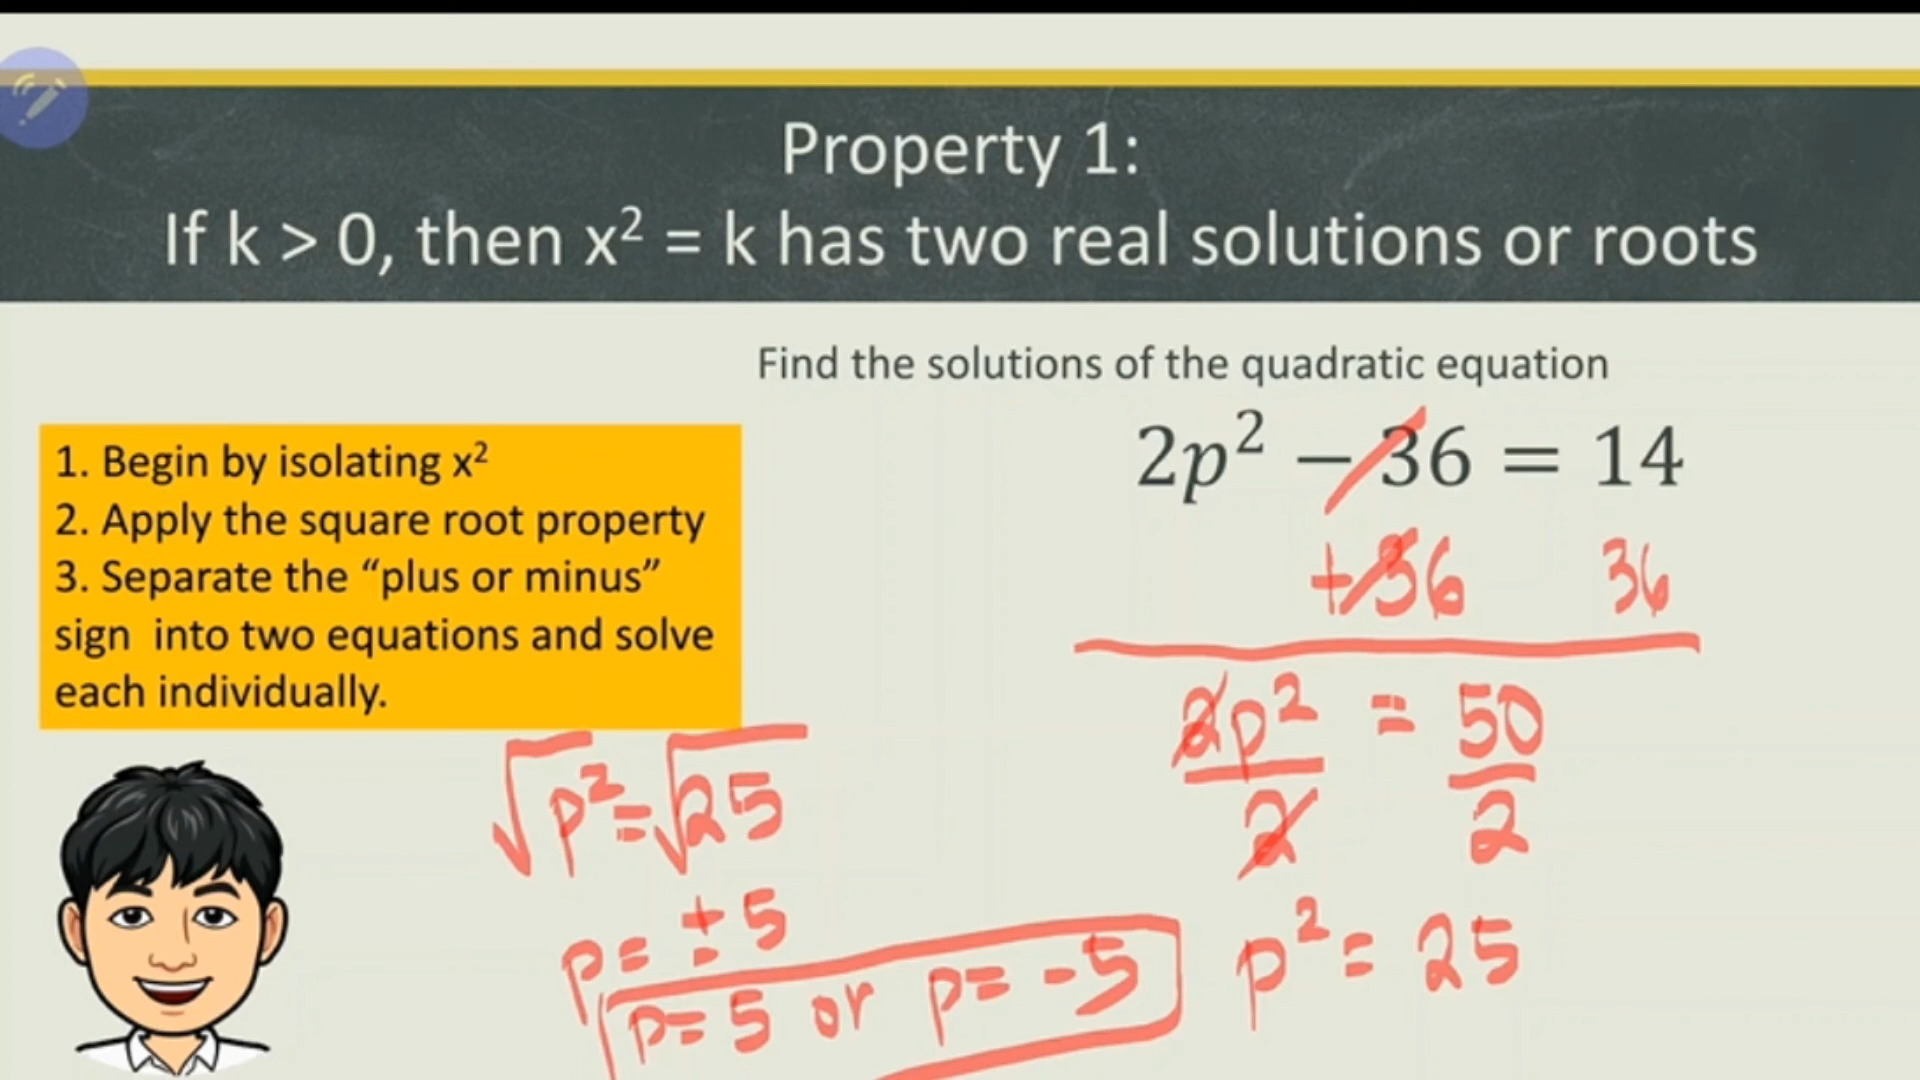 Property 1:
If k > 0, then x² = k has two real solutions or roots
Find the solutions of the quadratic equation
1. Begin by isolating x²
2. Apply the square root property
3. Separate the “plus or minus”
sign into two equations and solve
each individually.
2p² − 36 = 14
+36 36
2p²/2 = 50/2
p² = 25
√p² = √25
p = ± 5
p = 5 or p = -5